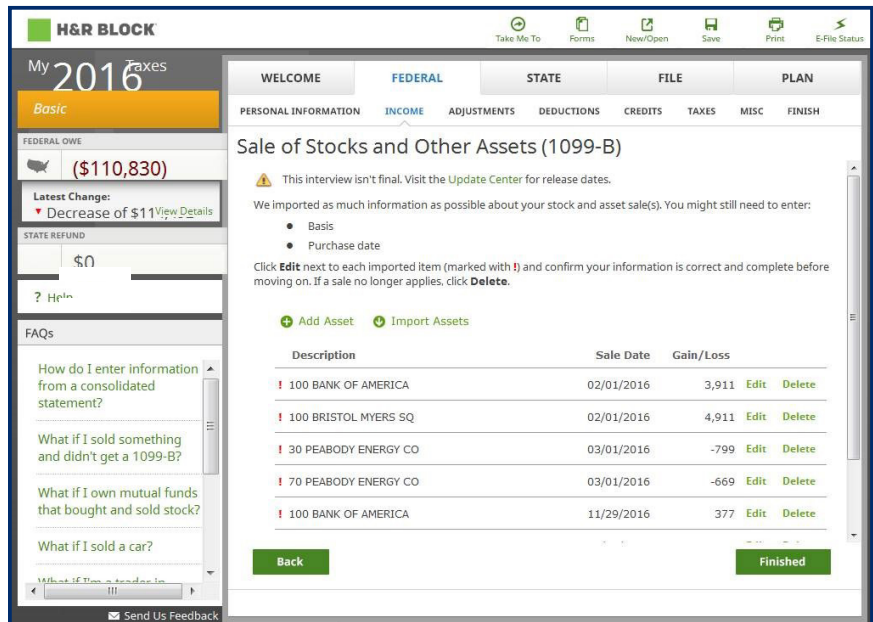 H&R BLOCK
Take Me To
Forms
New/Open
Save
Print
E-File Status
My 2016 Taxes
Basic
FEDERAL OWE
($110,830)
Latest Change:
Decrease of $11
View Details
STATE REFUND
$0
? Help
FAQs
How do I enter information
from a consolidated
statement?
What if I sold something
and didn't get a 1099-B?
What if I own mutual funds
that bought and sold stock?
What if I sold a car?
What if I'm a trader in
Send Us Feedback
WELCOME FEDERAL STATE FILE PLAN
PERSONAL INFORMATION INCOME ADJUSTMENTS DEDUCTIONS CREDITS TAXES MISC FINISH
Sale of Stocks and Other Assets (1099-B)
This interview isn't final. Visit the Update Center for release dates.
We imported as much information as possible about your stock and asset sale(s). You might still need to enter:
• Basis
• Purchase date
Click Edit next to each imported item (marked with !) and confirm your information is correct and complete before
moving on. If a sale no longer applies, click Delete.
Add Asset Import Assets
Description Sale Date Gain/Loss
! 100 BANK OF AMERICA 02/01/2016 3,911 Edit Delete
! 100 BRISTOL MYERS SQ 02/01/2016 4,911 Edit Delete
! 30 PEABODY ENERGY CO 03/01/2016 -799 Edit Delete
! 70 PEABODY ENERGY CO 03/01/2016 -669 Edit Delete
! 100 BANK OF AMERICA 11/29/2016 377 Edit Delete
Back
Finished